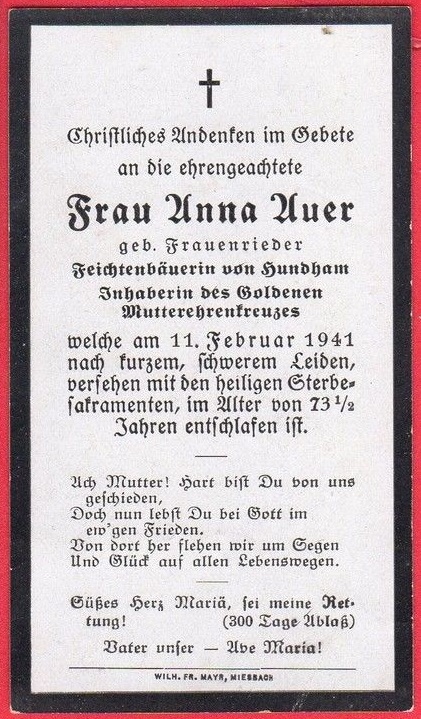 Christliches Andenken im Gebete
an die ehrengeachtete
Frau Anna Auer
geb. Frauenrieder
Feichtenbäuerin von Hundham
Inhaberin des Goldenen
Mutterehrenkreuzes
welche am 11. Februar 1941
nach kurzem, schwerem Leiden,
versehen mit den heiligen Sterbe-
sakramenten, im Alter von 73 ½
Jahren entschlafen ist.
Ach Mutter! Hart bist Du von uns
geschieden,
Doch nun lebst Du bei Gott im
ew'gen Frieden.
Von dort her flehen wir um Segen
Und Glück auf allen Lebenswegen.
Süßes Herz Mariä, sei meine Ret-
tung! (300 Tage Ablaß)
Vater unser — Ave Maria!
WILH. FR. MAYR, MIESBACH